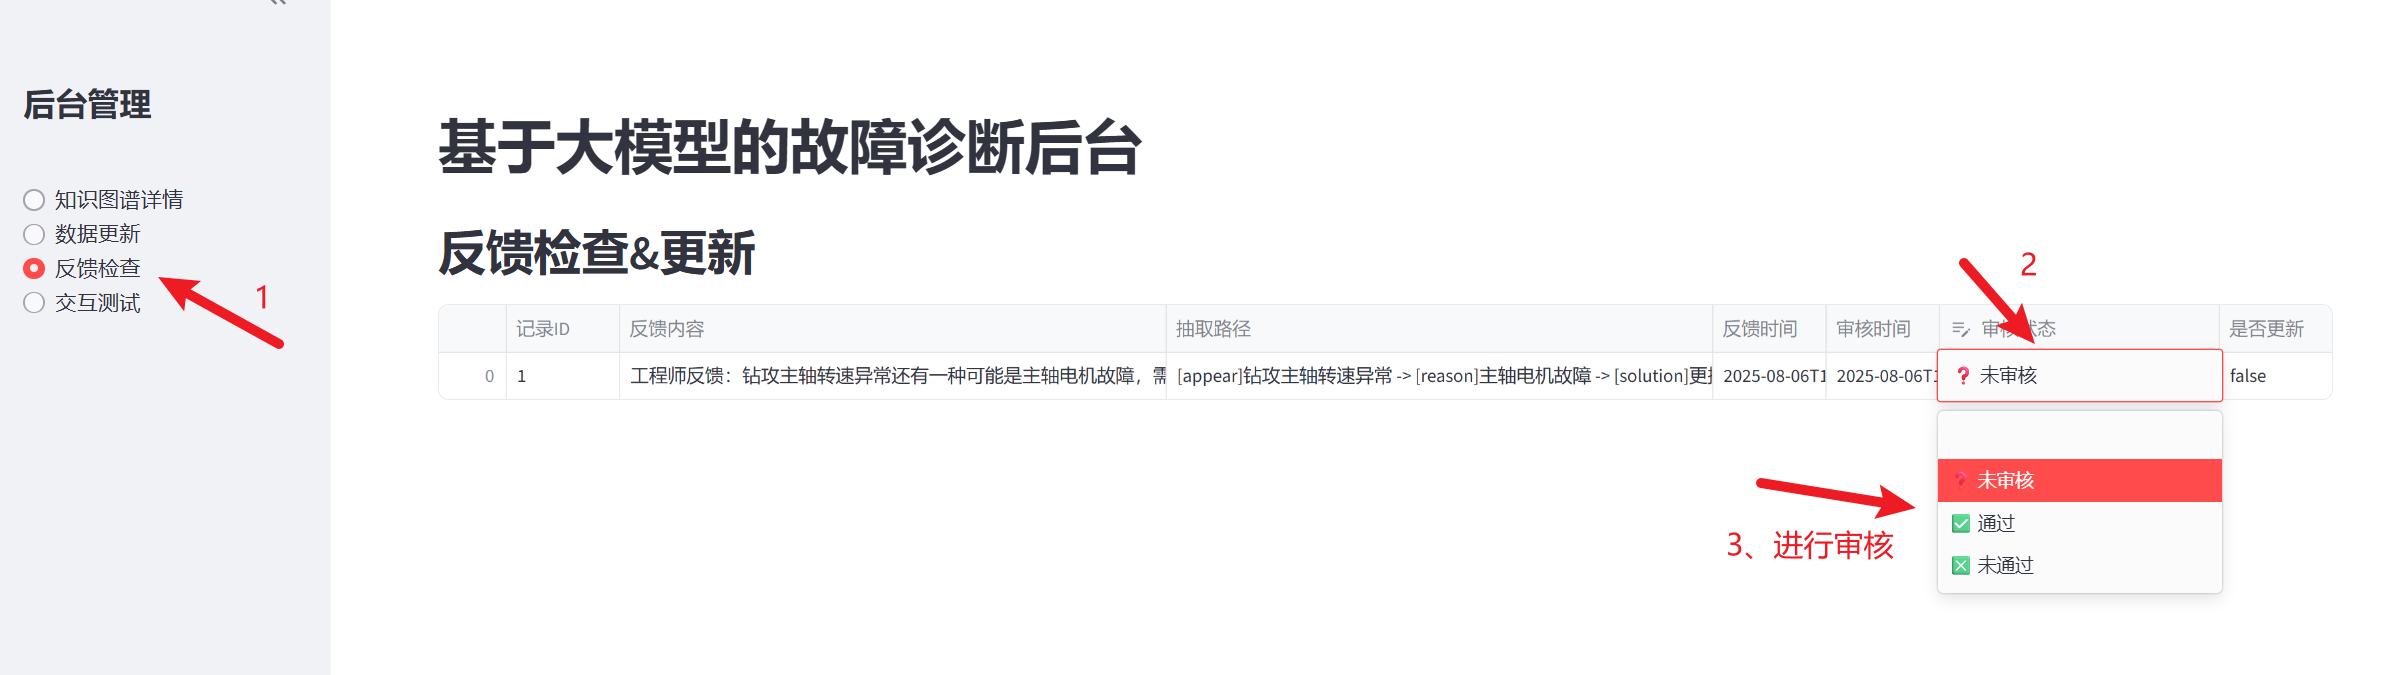 后台管理
知识图谱详情
数据更新
反馈检查
交互测试
1
基于大模型的故障诊断后台
反馈检查&更新
2
记录ID 反馈内容 抽取路径 反馈时间 审核时间 审核状态 是否更新
0 1 工程师反馈：钻攻主轴转速异常还有一种可能是主轴电机故障，需 [appear]钻攻主轴转速异常 -> [reason]主轴电机故障 -> [solution]更换 2025-08-06T1 2025-08-06T1 ❓ 未审核 false
❓ 未审核
✅ 通过
❎ 未通过
3、进行审核